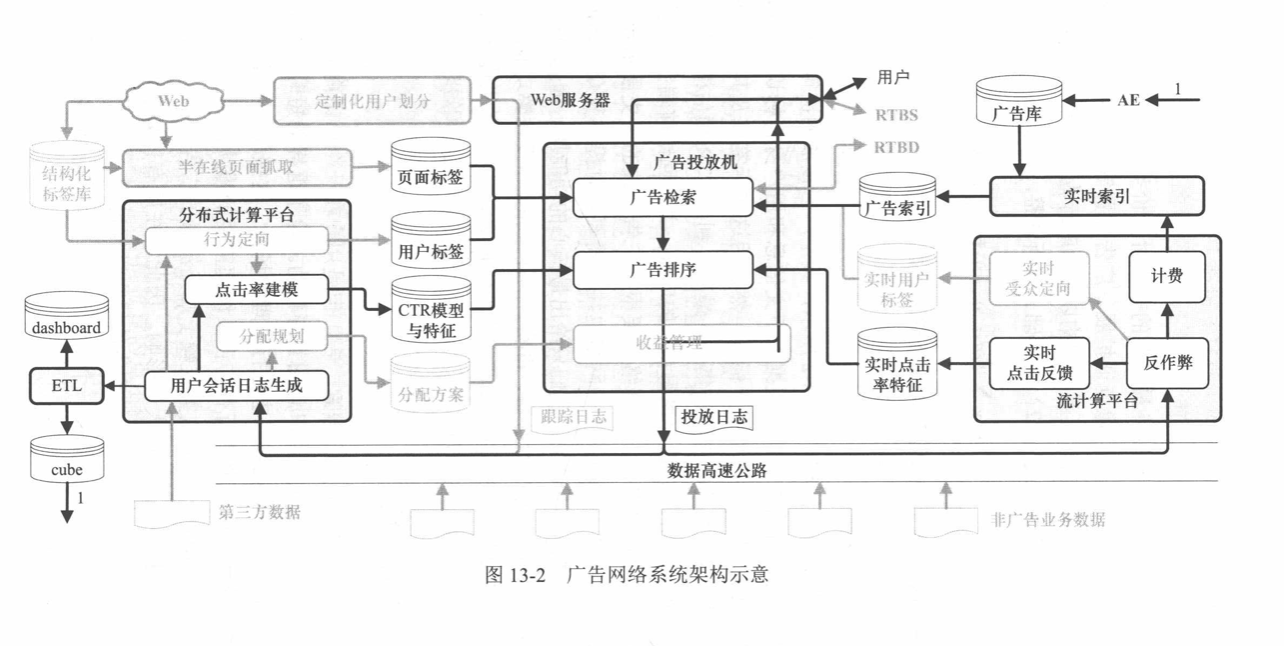 Web
定制化用户划分
Web服务器
用户
RTBS
RTBD
广告库
AE
1
结构化
标签库
半在线页面抓取
页面标签
广告投放机
广告检索
广告索引
实时索引
分布式计算平台
行为定向
用户标签
广告排序
实时用户
标签
实时
受众定向
计费
点击率建模
CTR模型
与特征
dashboard
分配规划
收益管理
实时点击
率特征
实时
点击反馈
反作弊
ETL
用户会话日志生成
分配方案
流计算平台
跟踪日志
投放日志
cube
数据高速公路
1
第三方数据
非广告业务数据
图 13-2 广告网络系统架构示意